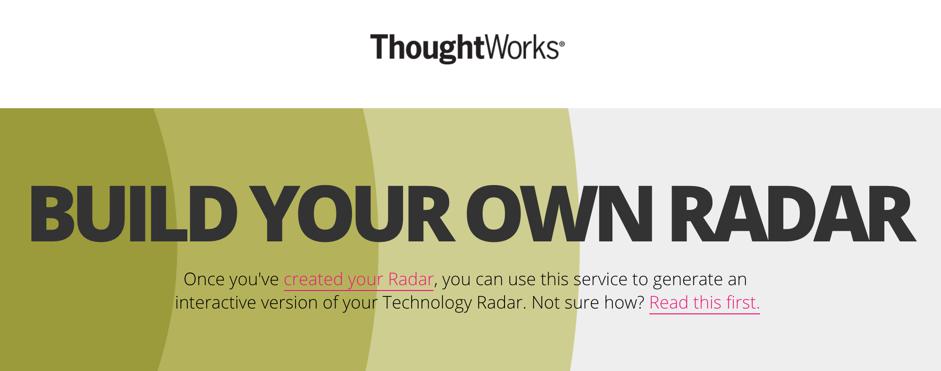 ThoughtWorks®
BUILD YOUR OWN RADAR
Once you've created your Radar, you can use this service to generate an
interactive version of your Technology Radar. Not sure how? Read this first.